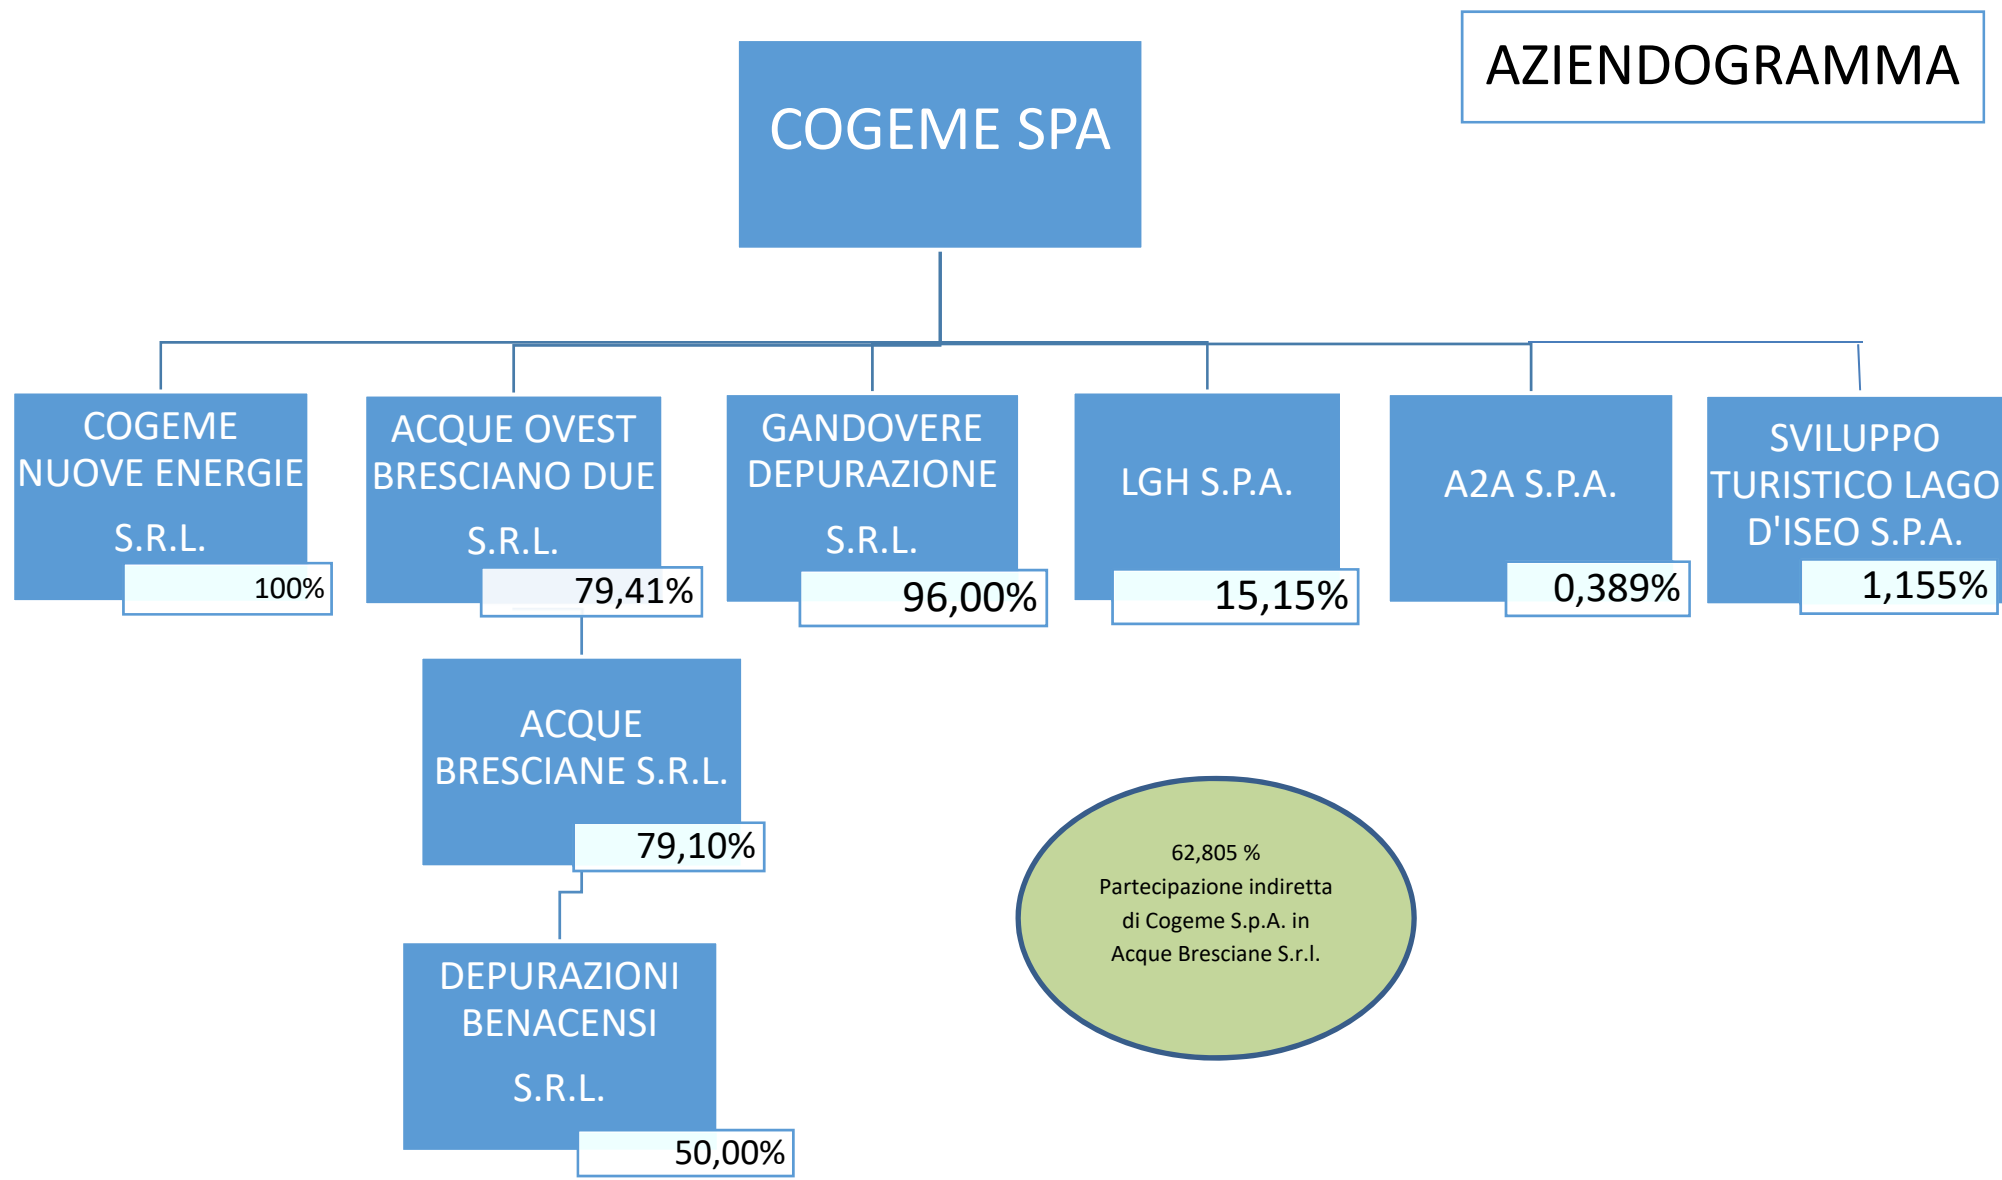 AZIENDOGRAMMA
COGEME SPA
COGEME
NUOVE ENERGIE
S.R.L.
100%
ACQUE OVEST
BRESCIANO DUE
S.R.L.
79,41%
GANDOVERE
DEPURAZIONE
S.R.L.
96,00%
LGH S.P.A.
15,15%
A2A S.P.A.
0,389%
SVILUPPO
TURISTICO LAGO
D'ISEO S.P.A.
1,155%
ACQUE
BRESCIANE S.R.L.
79,10%
62,805 %
Partecipazione indiretta
di Cogeme S.p.A. in
Acque Bresciane S.r.l.
DEPURAZIONI
BENACENSI
S.R.L.
50,00%